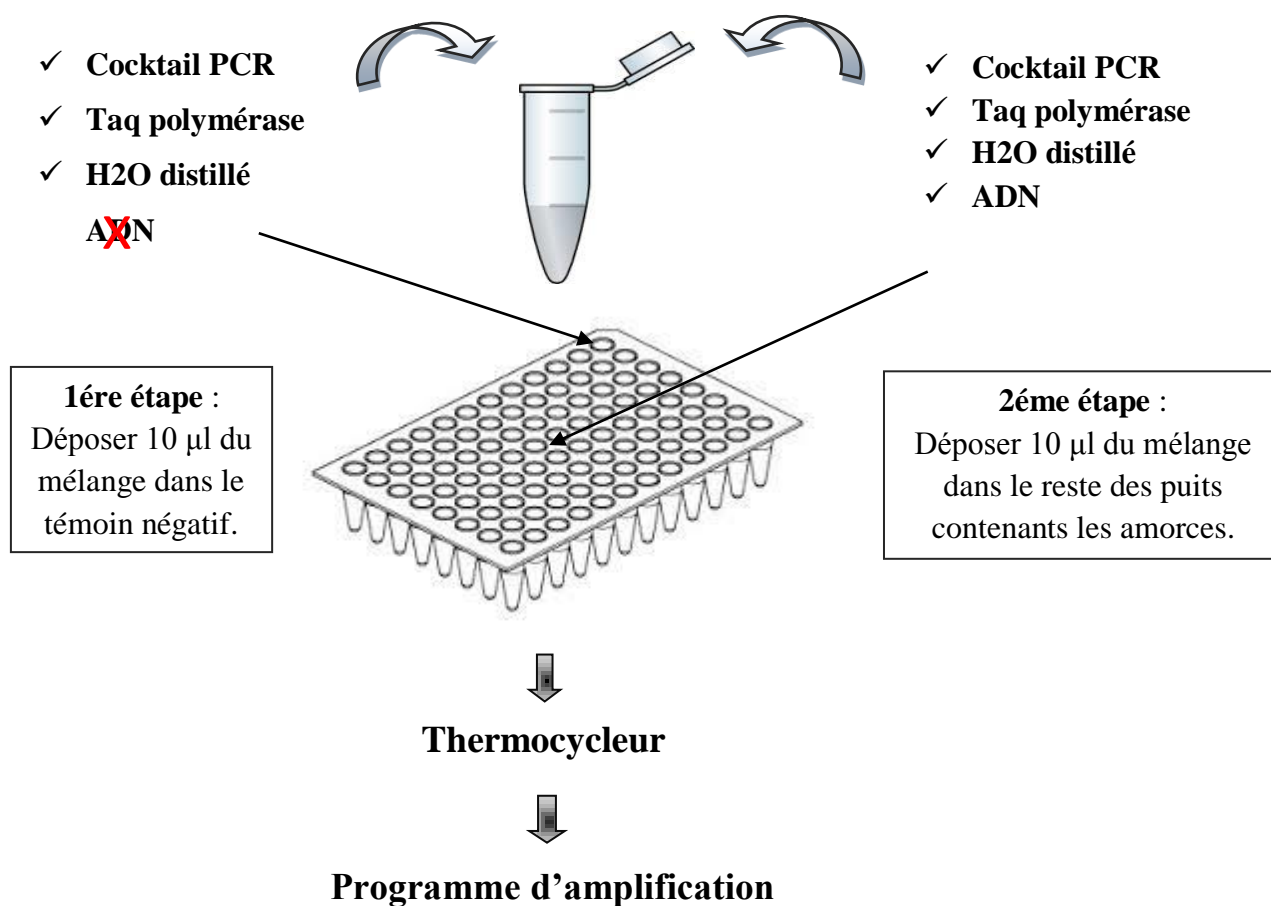 Cocktail PCR
Taq polymérase
H2O distillé
ADN
Cocktail PCR
Taq polymérase
H2O distillé
ADN
1ére étape :
Déposer 10 µl du
mélange dans le
témoin négatif.
2éme étape :
Déposer 10 µl du mélange
dans le reste des puits
contenants les amorces.
Thermocycleur
Programme d’amplification